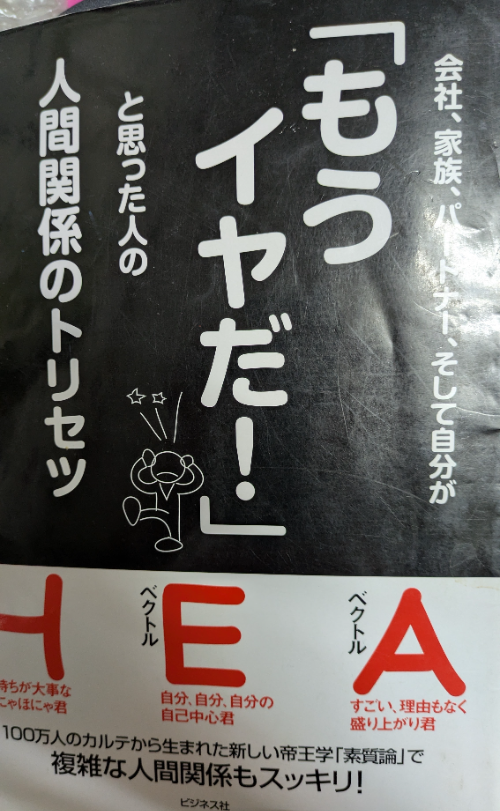 会社、家族、パートナー、そして自分が
「もう
イヤだ!」
と思った人の
人間関係のトリセツ
ベクトル
A
すごい、理由もなく
盛り上がり君
ベクトル
E
自分、自分、自分の
自己中心君
H
持ちが大事な
にゃほにゃ君
100万人のカルテから生まれた新しい帝王学「素質論」で
複雑な人間関係もスッキリ!
ビジネス社